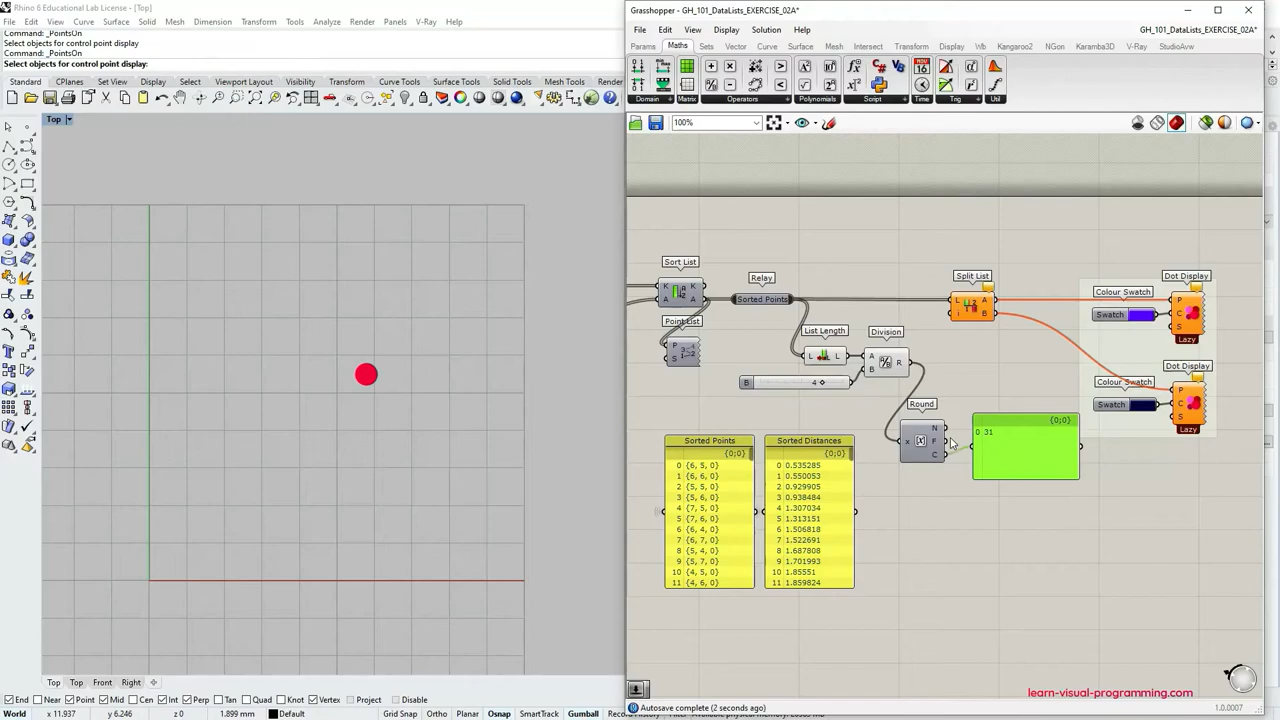 Rhino 6 Educational Lab License - [Top]
File Edit View Curve Surface Solid Mesh Dimension Transform Tools Analyze Render Panels V-Ray Help
Command: _PointsOn
Select objects for control point display
Command: _PointsOn
Select objects for control point display:
Standard CPlanes Set View Display Select Viewport Layout Visibility Transform Curve Tools Surface Tools Solid Tools Mesh Tools Render
Top
Top Top Front Right
End Near Point Mid Cen Int Perp Tan Quad Knot Vertex Project Disable
World x 11.937 y 6.246 z 0 1.899 mm Default Grid Snap Ortho Planar Osnap SmartTrack Gumball
Grasshopper - GH_101_DataLists_EXERCISE_02A*
File Edit View Display Solution Help GH_101_DataLists_EXERCISE_02A*
Params Maths Sets Vector Curve Surface Mesh Intersect Transform Display Wb Kangaroo2 NGon Karamba3D V-Ray StudioAvw
Domain Matrix Operators Polynomials Script Time Trig Util
100%
Sort List
K K
A A
Point List
P
S
Relay
Sorted Points
List Length
L L
Division
A
B R
B 4
Round
x N
F
C
{0;0}
0 31
Split List
L A
i B
Colour Swatch
Swatch
Dot Display
P
C
S
Lazy
Colour Swatch
Swatch
Dot Display
P
C
S
Lazy
Sorted Points
{0;0}
0 {6, 5, 0}
1 {6, 6, 0}
2 {5, 5, 0}
3 {5, 6, 0}
4 {7, 5, 0}
5 {7, 6, 0}
6 {6, 4, 0}
7 {6, 7, 0}
8 {5, 4, 0}
9 {5, 7, 0}
10 {4, 5, 0}
11 {4, 6, 0}
Sorted Distances
{0;0}
0 0.535285
1 0.550053
2 0.929905
3 0.938484
4 1.307034
5 1.313151
6 1.506818
7 1.522691
8 1.687808
9 1.701993
10 1.85551
11 1.859824
learn-visual-programming.com
Autosave complete (2 seconds ago)
1.0.0007